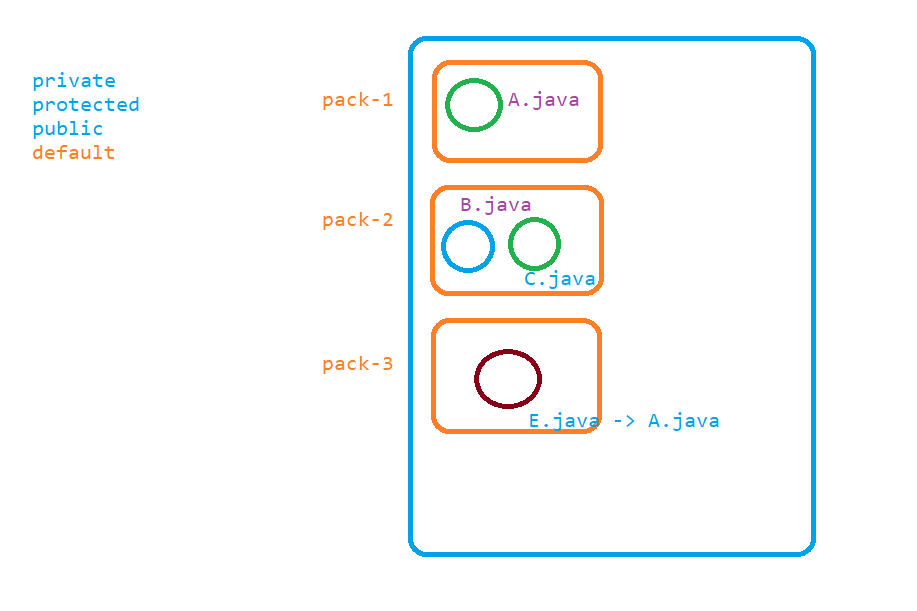 private
protected
public
default
pack-1
A.java
pack-2
B.java
C.java
pack-3
E.java -> A.java